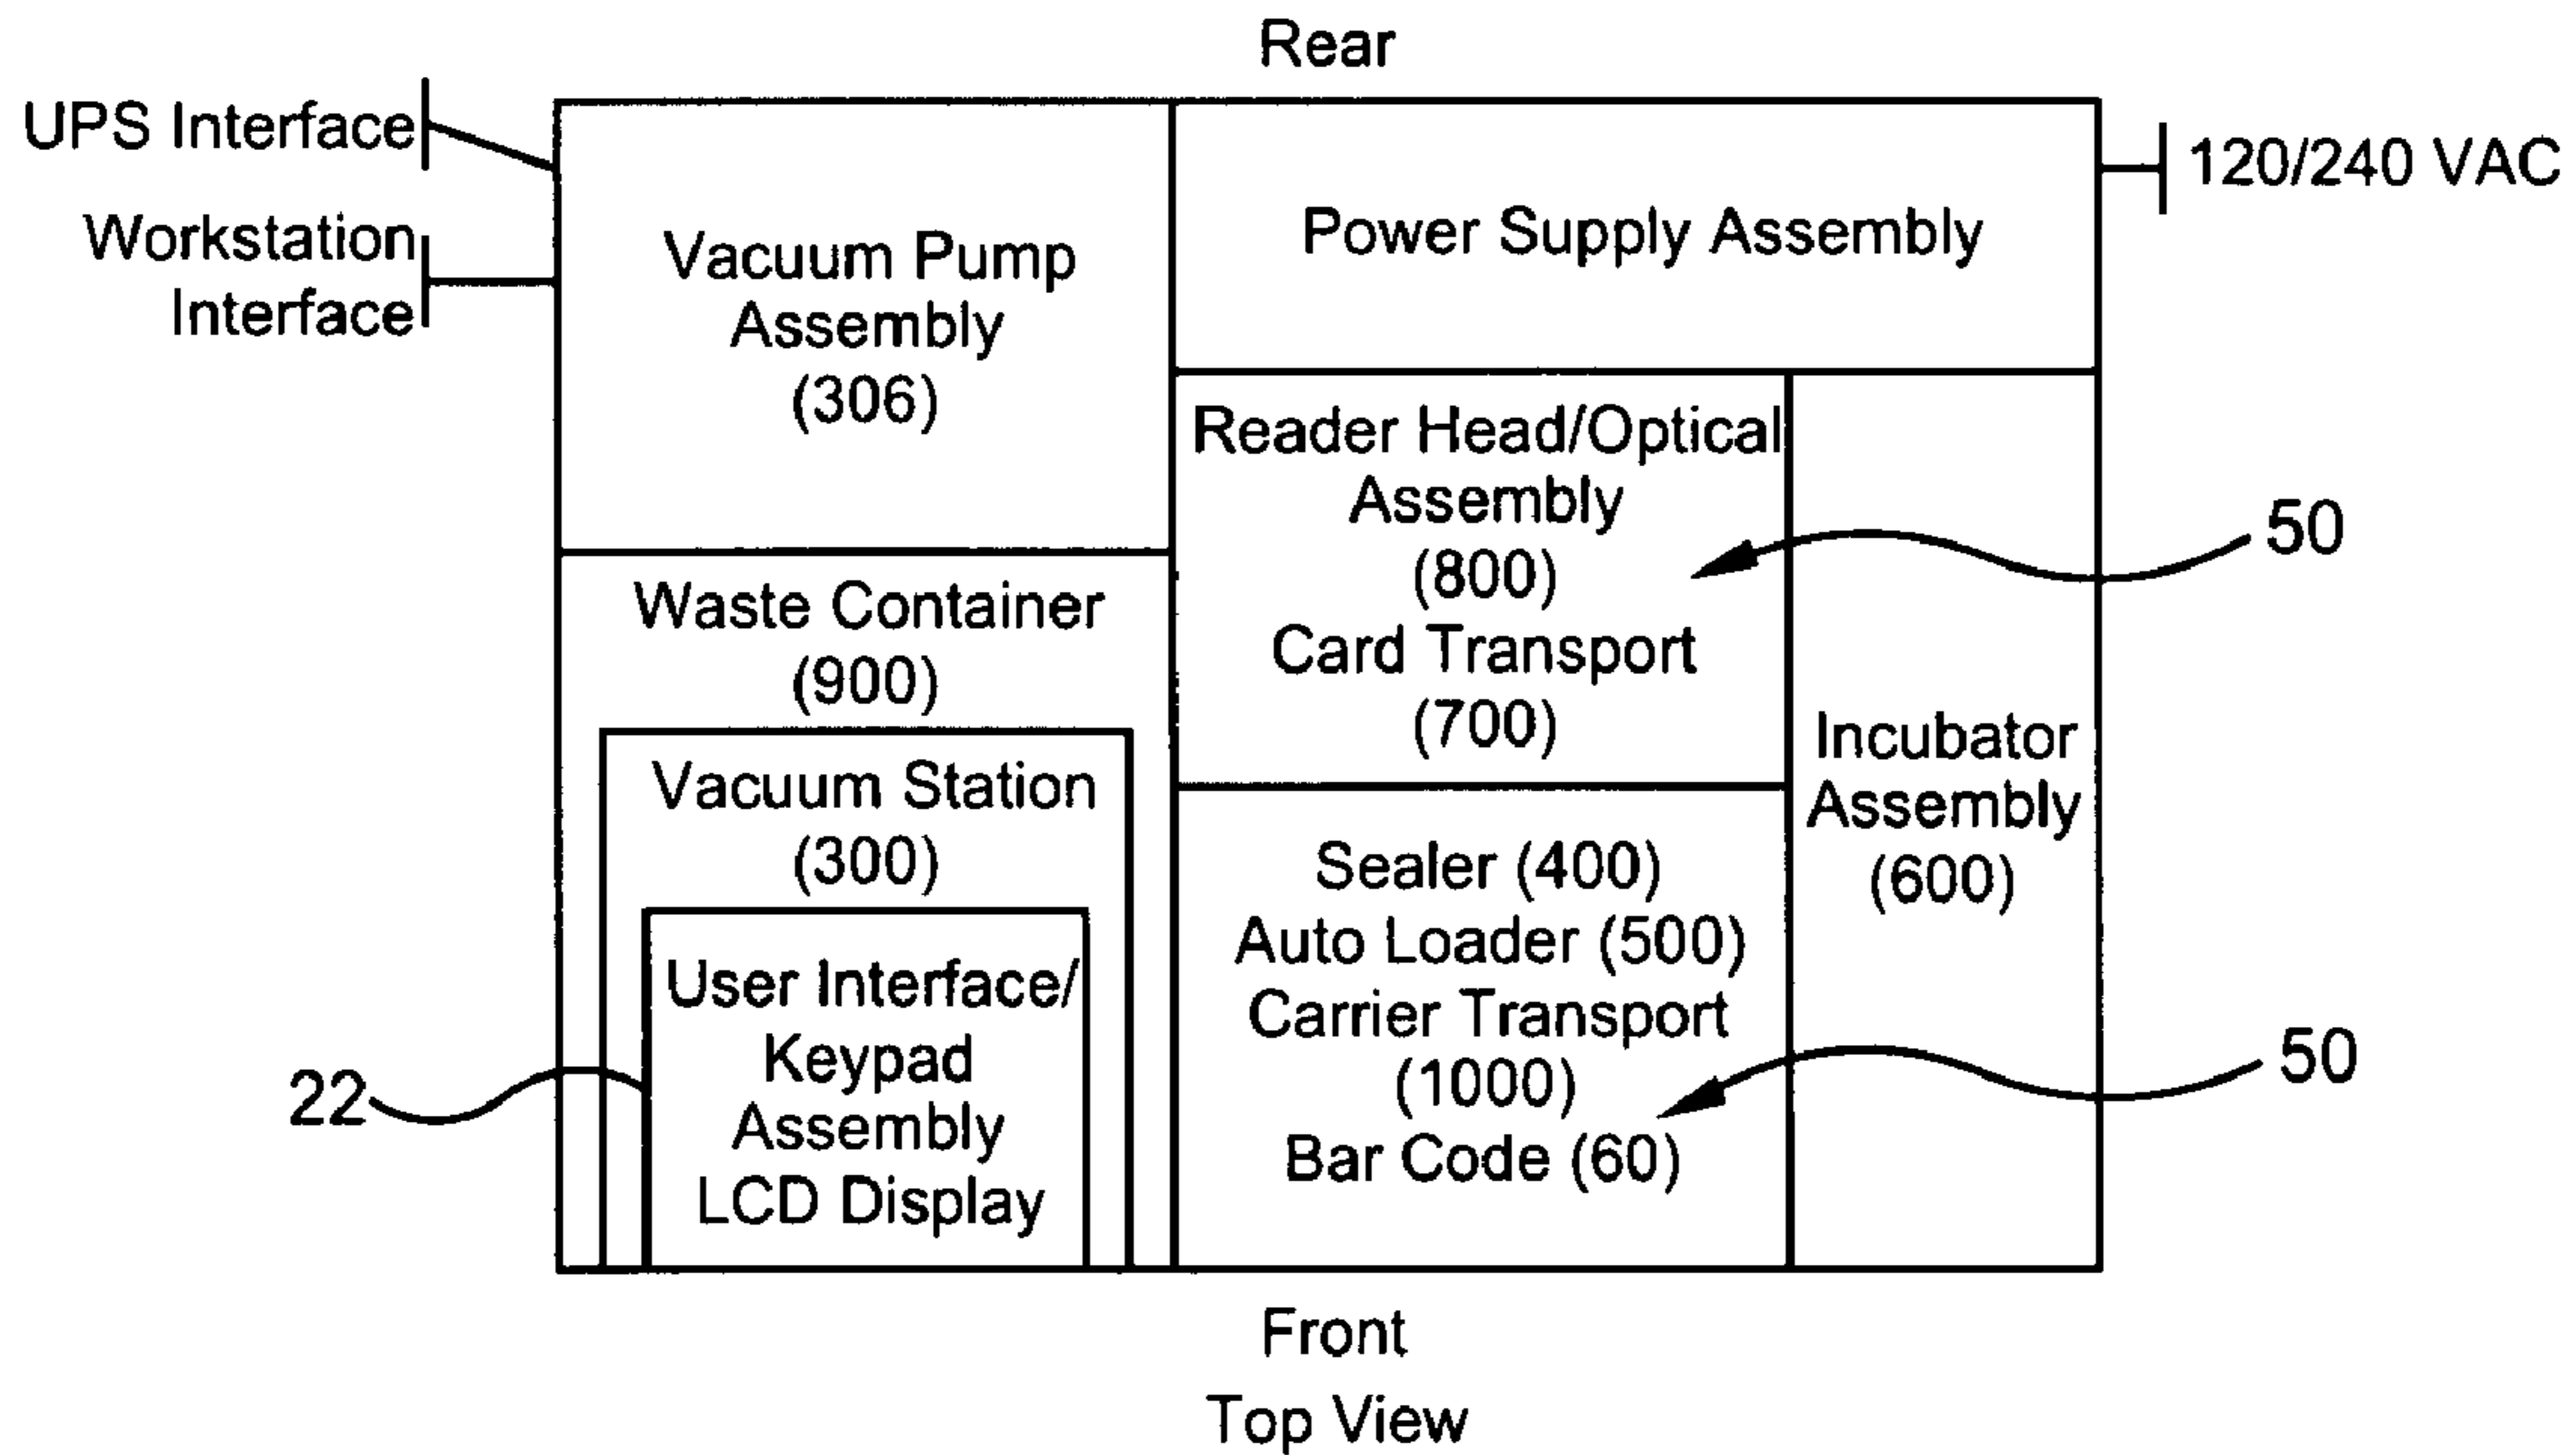 Rear
UPS Interface
Workstation
Interface
120/240 VAC
Vacuum Pump
Assembly
(306)
Power Supply Assembly
Reader Head/Optical
Assembly
(800)
Card Transport
(700)
50
Waste Container
(900)
Vacuum Station
(300)
User Interface/
Keypad
Assembly
LCD Display
22
Incubator
Assembly
(600)
Sealer (400)
Auto Loader (500)
Carrier Transport
(1000)
Bar Code (60)
50
Front
Top View